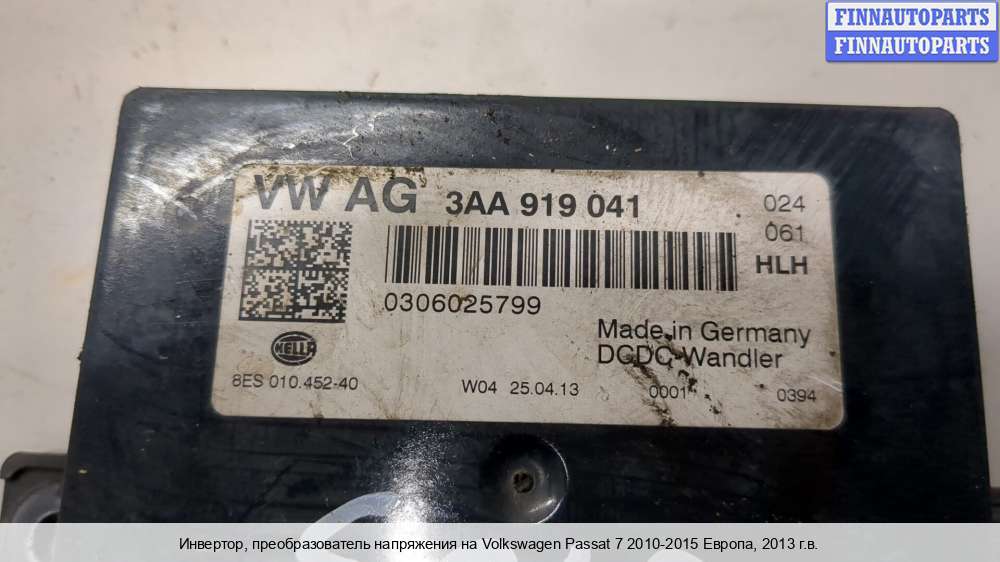 FINNAUTOPARTS
FINNAUTOPARTS
VW AG 3AA 919 041 024
061
HLH
0306025799
Made in Germany
DCDC-Wandler
HELLA
8ES 010.452-40 W04 25.04.13 0001 0394
Инвертор, преобразователь напряжения на Volkswagen Passat 7 2010-2015 Европа, 2013 г.в.